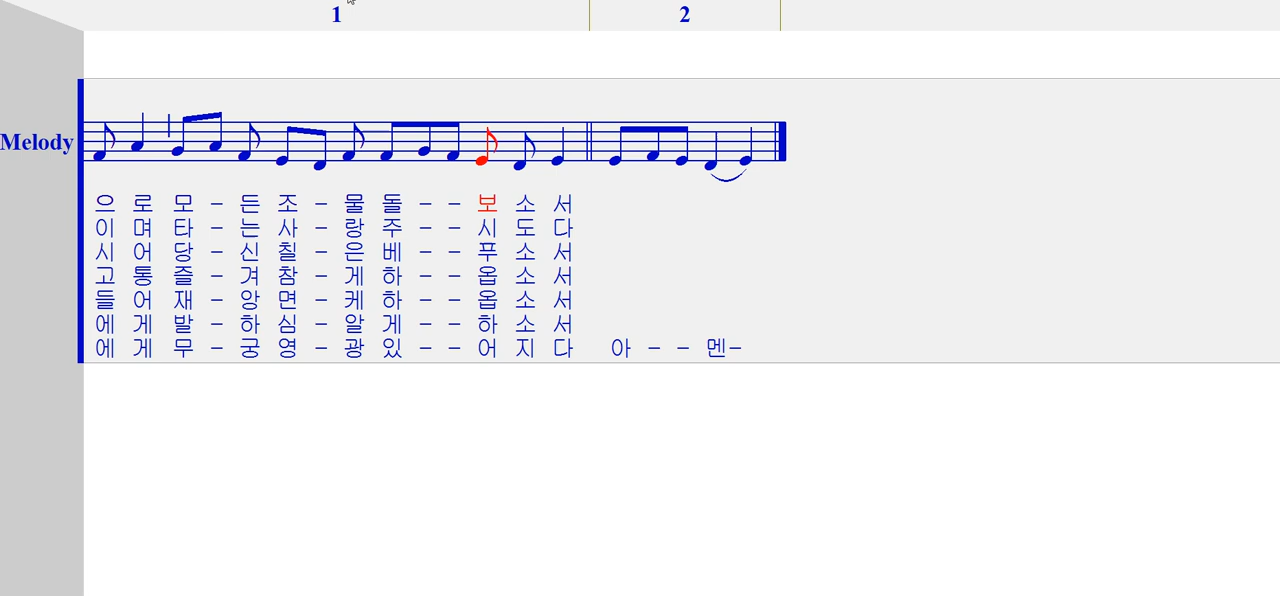 1 2
Melody
으 로 모 - 든 조 - 물 돌 - - 보 소 서
이 며 타 - 는 사 - 랑 주 - - 시 도 다
시 어 당 - 신 칠 - 은 베 - - 푸 소 서
고 통 즐 - 겨 참 - 게 하 - - 옵 소 서
들 어 재 - 앙 면 - 케 하 - - 옵 소 서
에 게 발 - 하 심 - 알 게 - - 하 소 서
에 게 무 - 궁 영 - 광 있 - - 어 지 다 아 - - 멘-